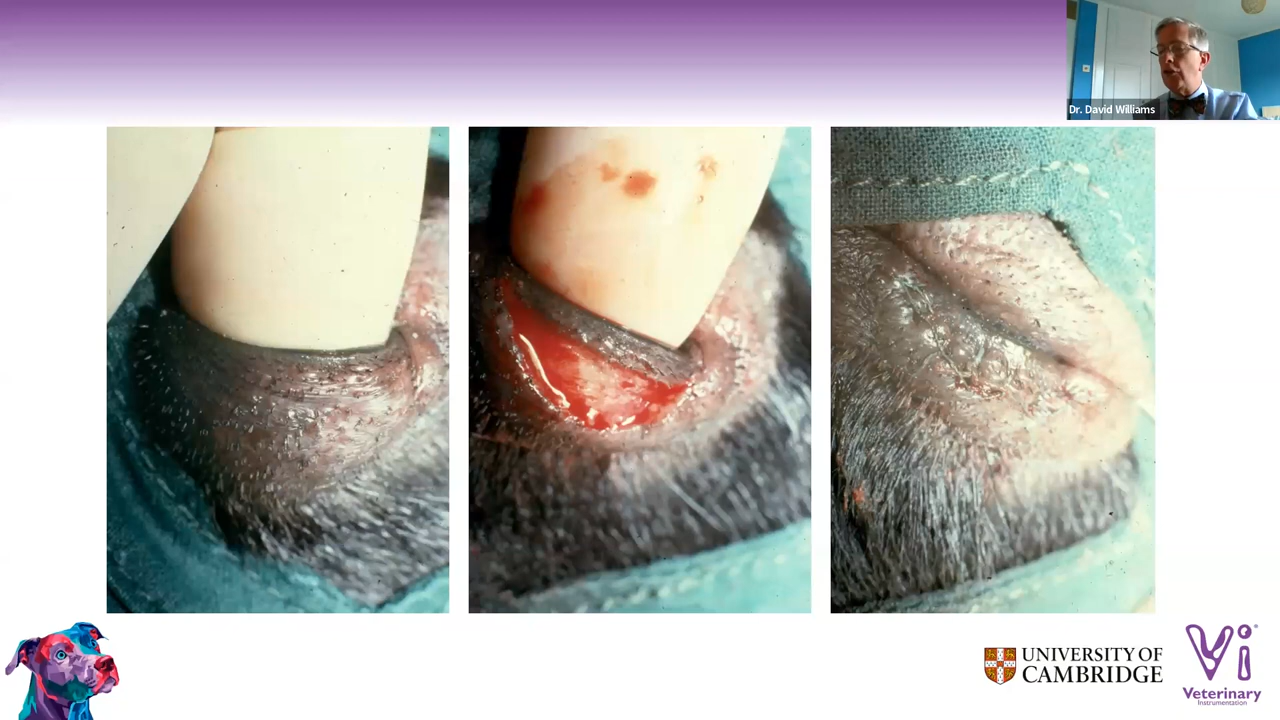 Dr. David Williams
UNIVERSITY OF
CAMBRIDGE
Vi
Veterinary
Instrumentation